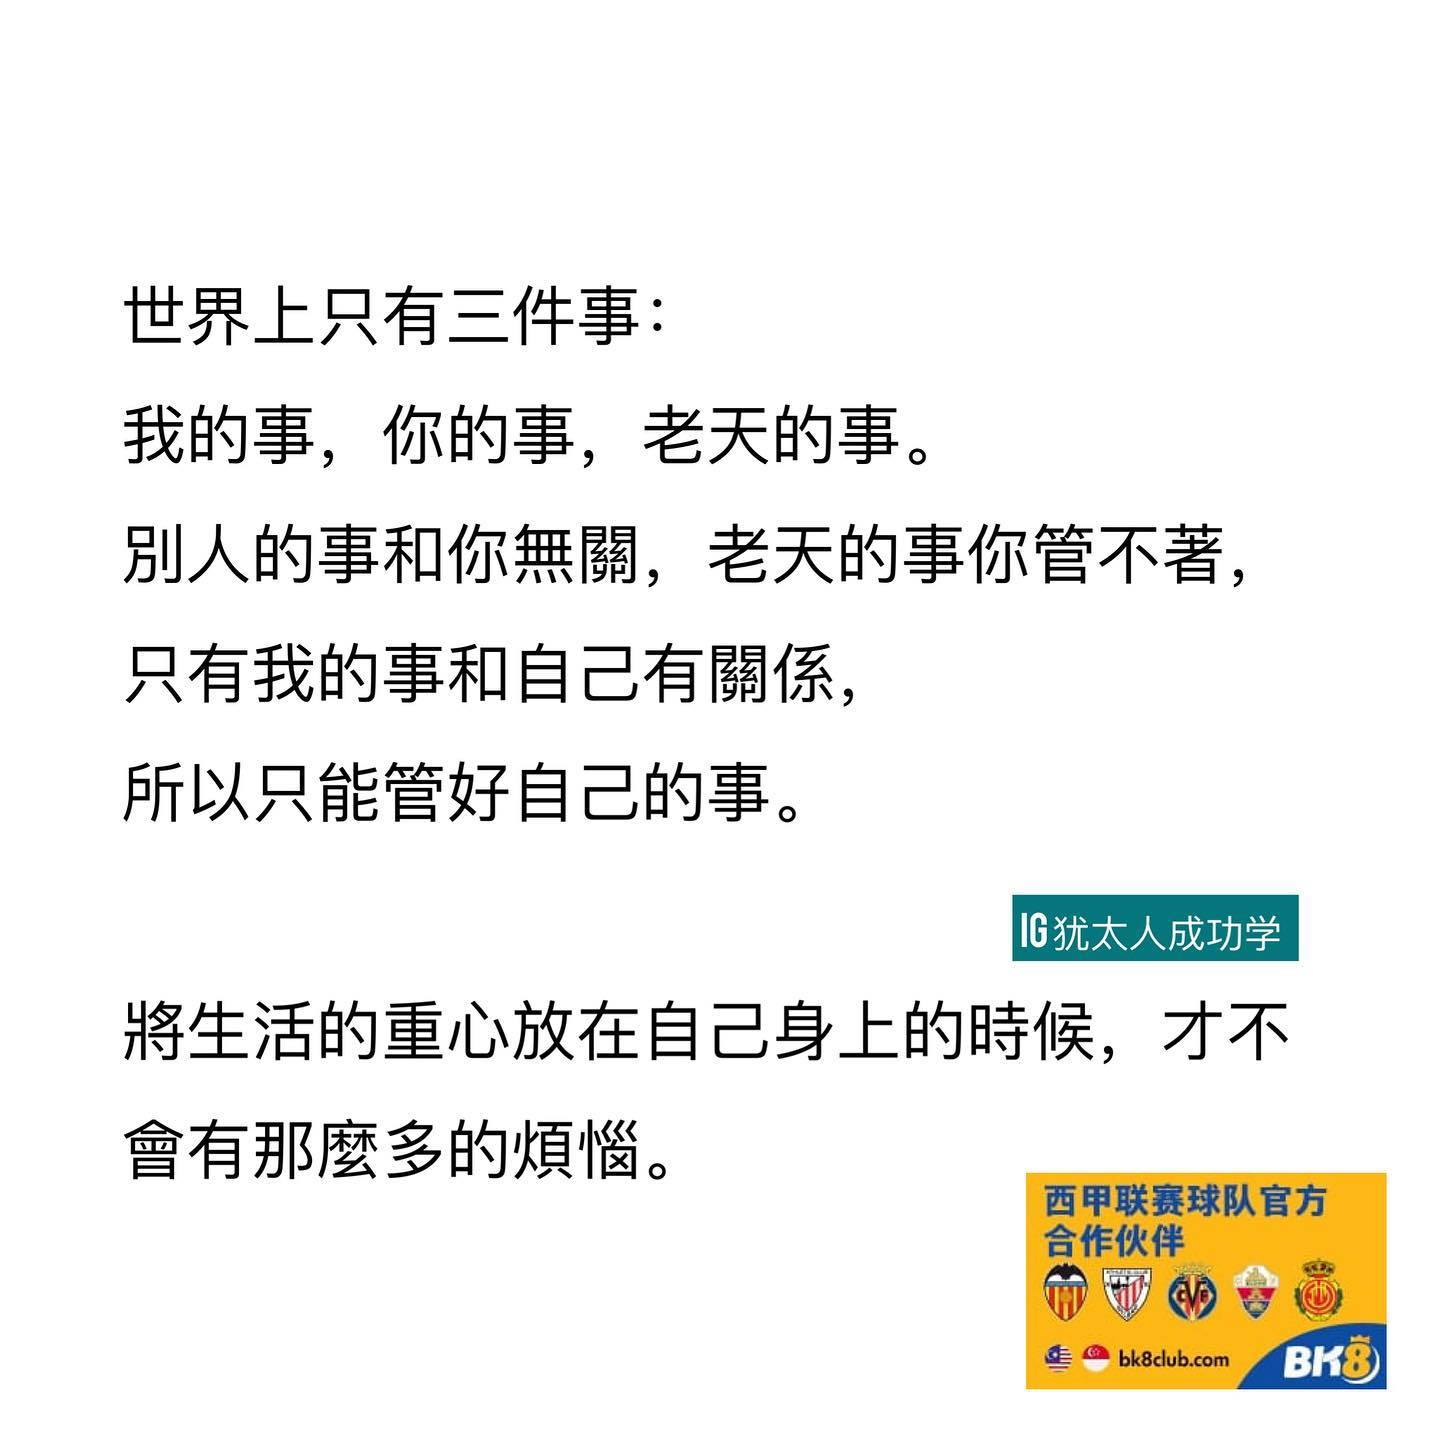 世界上只有三件事：
我的事，你的事，老天的事。
別人的事和你無關，老天的事你管不著，
只有我的事和自己有關係，
所以只能管好自己的事。
IG犹太人成功学
將生活的重心放在自己身上的時候，才不
會有那麼多的煩惱。
西甲联赛球队官方
合作伙伴
bk8club.com
BK8